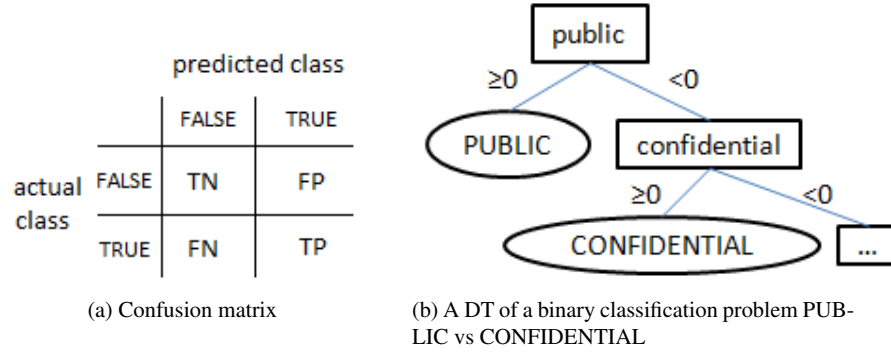 predicted class
FALSE TRUE
actual class
FALSE TN FP
TRUE FN TP
(a) Confusion matrix
public
≥0 <0
PUBLIC
confidential
≥0 <0
CONFIDENTIAL
...
(b) A DT of a binary classification problem PUB-
LIC vs CONFIDENTIAL